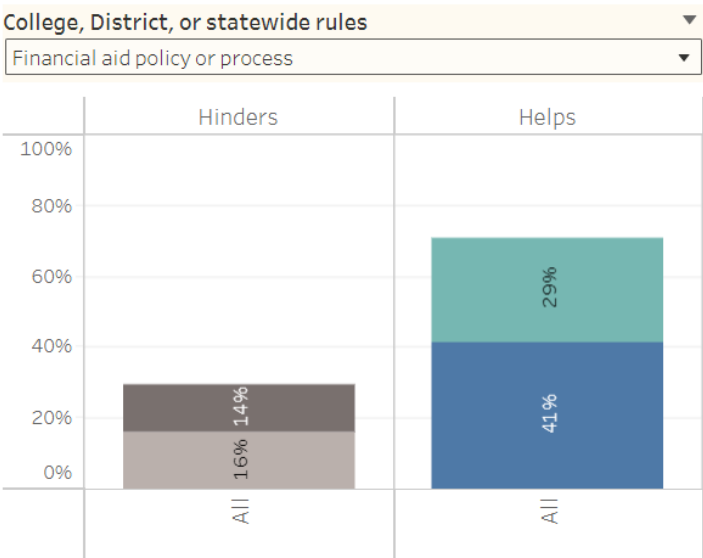 College, District, or statewide rules
Financial aid policy or process
Hinders
Helps
100%
80%
60%
40%
20%
0%
14%
16%
29%
41%
All
All